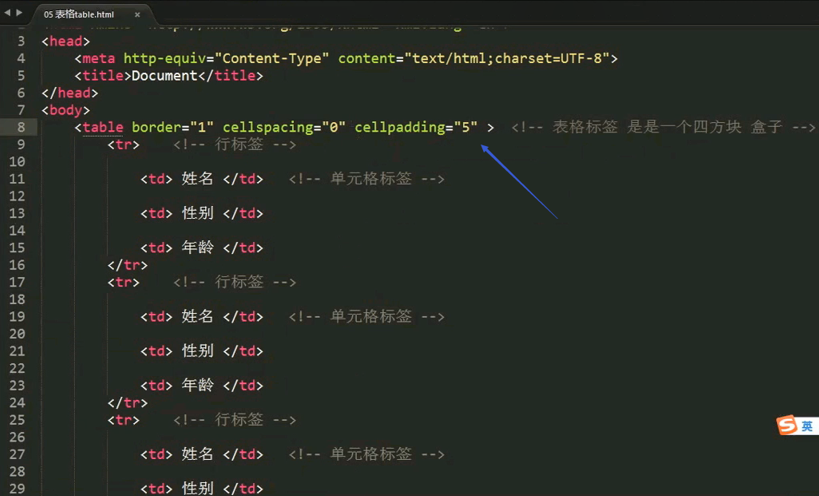 05 表格table.html ×
3 <head>
4 <meta http-equiv="Content-Type" content="text/html;charset=UTF-8">
5 <title>Document</title>
6 </head>
7 <body>
8 <table border="1" cellspacing="0" cellpadding="5" > <!-- 表格标签 是是一个四方块 盒子 -->
9 <tr> <!-- 行标签 -->
10
11 <td> 姓名 </td> <!-- 单元格标签 -->
12
13 <td> 性别 </td>
14
15 <td> 年龄 </td>
16 </tr>
17 <tr> <!-- 行标签 -->
18
19 <td> 姓名 </td> <!-- 单元格标签 -->
20
21 <td> 性别 </td>
22
23 <td> 年龄 </td>
24 </tr>
25 <tr> <!-- 行标签 -->
26
27 <td> 姓名 </td> <!-- 单元格标签 -->
28
29 <td> 性别 </td>
英